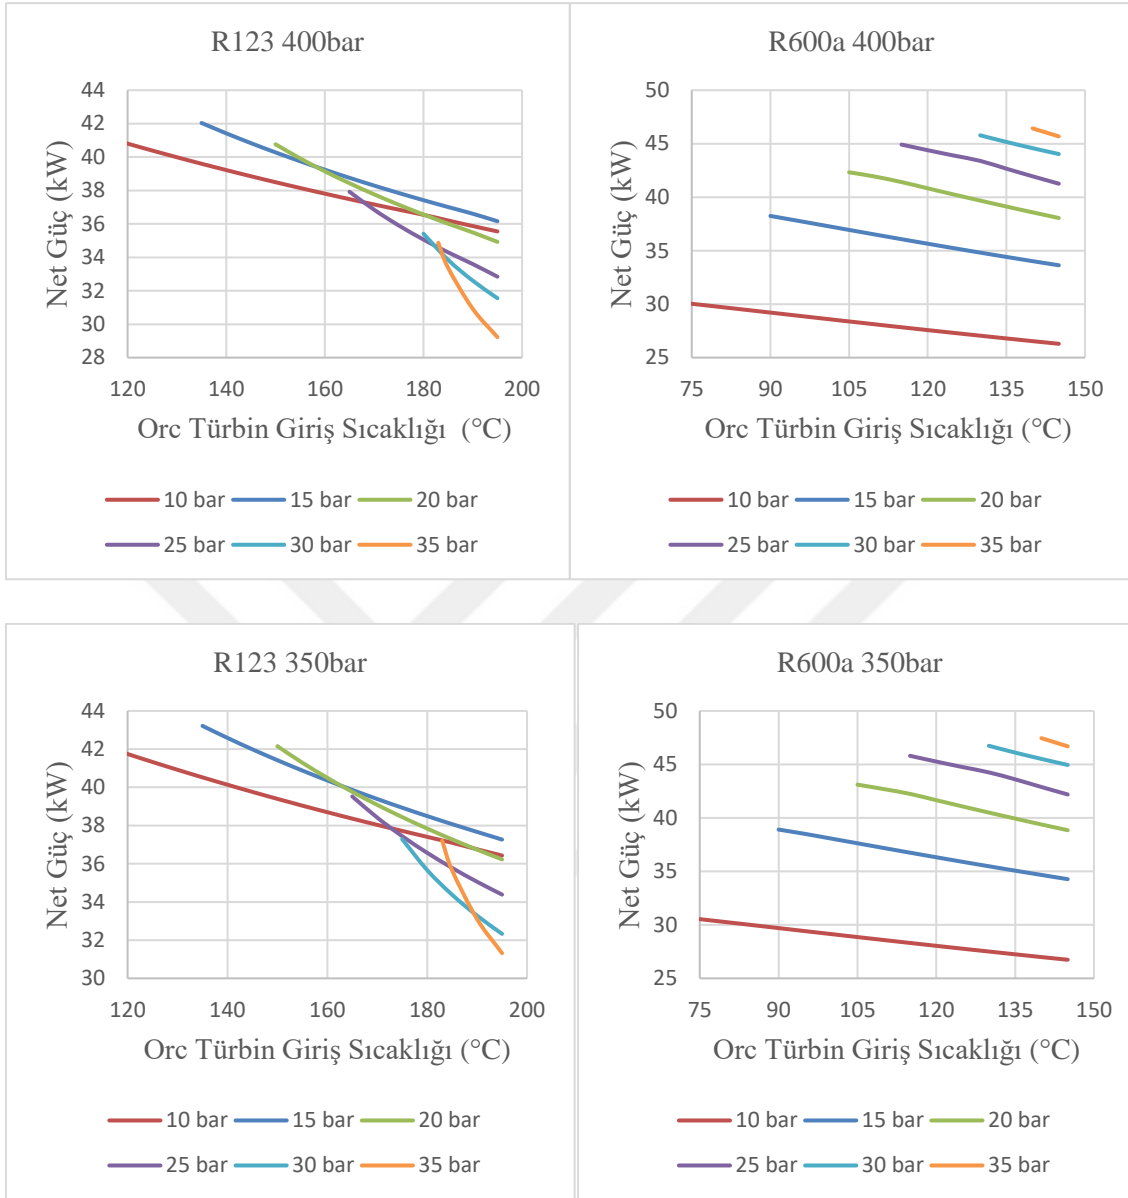 R123 400bar
44
42
40
38
36
34
32
30
28
120 140 160 180 200
Net Güç (kW)
Orc Türbin Giriş Sıcaklığı (°C)
10 bar 15 bar 20 bar
25 bar 30 bar 35 bar
R600a 400bar
50
45
40
35
30
25
75 90 105 120 135 150
Net Güç (kW)
Orc Türbin Giriş Sıcaklığı (°C)
10 bar 15 bar 20 bar
25 bar 30 bar 35 bar
R123 350bar
44
42
40
38
36
34
32
30
120 140 160 180 200
Net Güç (kW)
Orc Türbin Giriş Sıcaklığı (°C)
10 bar 15 bar 20 bar
25 bar 30 bar 35 bar
R600a 350bar
50
45
40
35
30
25
75 90 105 120 135 150
Net Güç (kW)
Orc Türbin Giriş Sıcaklığı (°C)
10 bar 15 bar 20 bar
25 bar 30 bar 35 bar